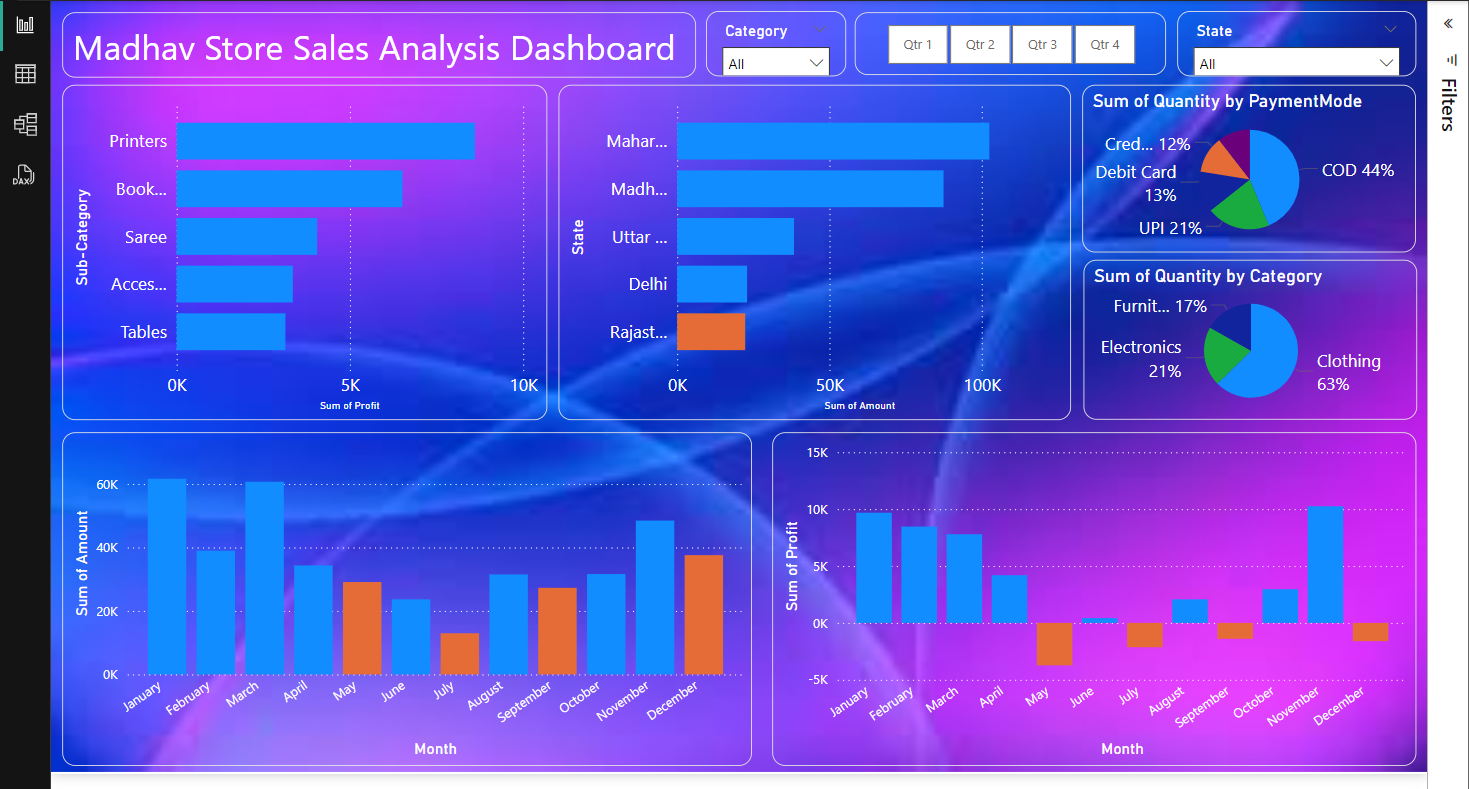 Madhav Store Sales Analysis Dashboard
Category
All
Qtr 1
Qtr 2
Qtr 3
Qtr 4
State
All
Filters
DAX
Sub-Category
Printers
Book...
Saree
Acces...
Tables
0K
5K
10K
Sum of Profit
State
Mahar...
Madh...
Uttar ...
Delhi
Rajast...
0K
50K
100K
Sum of Amount
Sum of Quantity by PaymentMode
Cred... 12%
Debit Card
13%
UPI 21%
COD 44%
Sum of Quantity by Category
Furnit... 17%
Electronics
21%
Clothing
63%
Sum of Amount
60K
40K
20K
0K
January
February
March
April
May
June
July
August
September
October
November
December
Month
Sum of Profit
15K
10K
5K
0K
-5K
January
February
March
April
May
June
July
August
September
October
November
December
Month